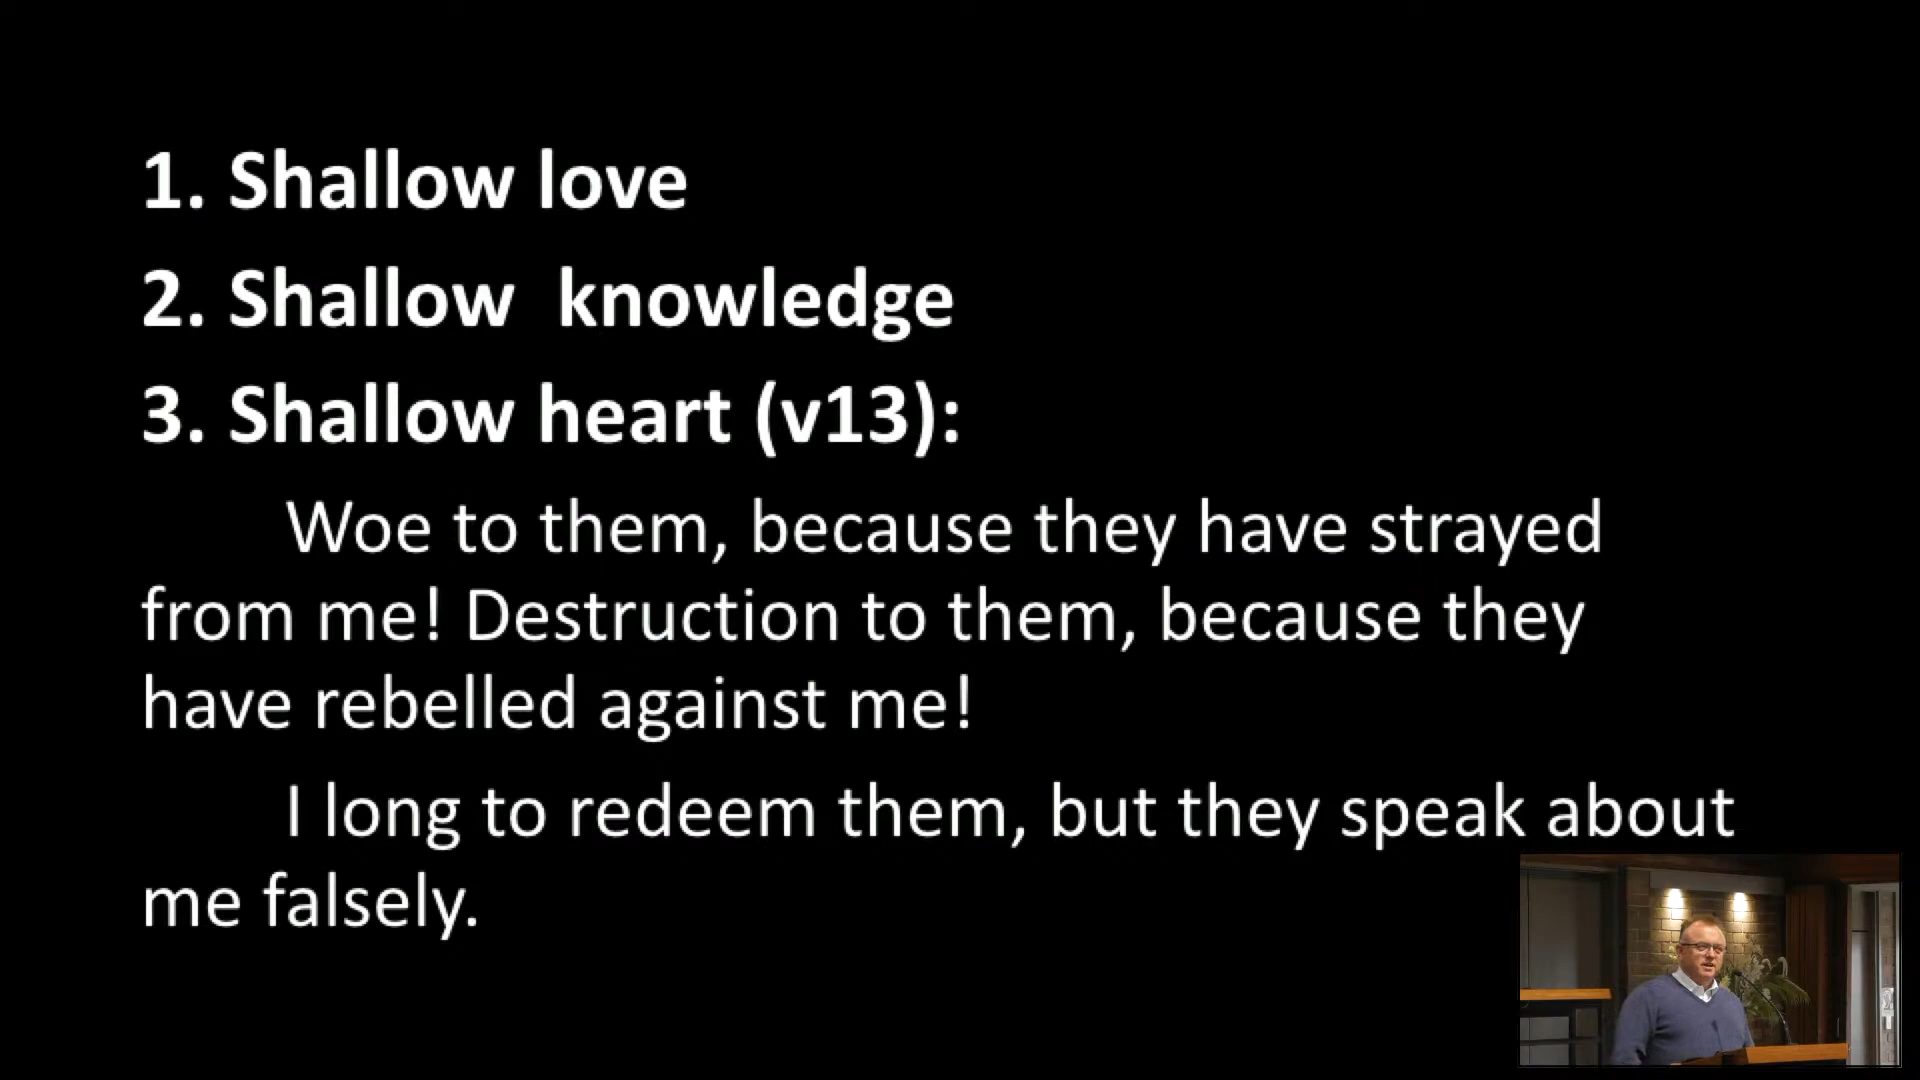 1. Shallow love
2. Shallow  knowledge
3. Shallow heart (v13):
Woe to them, because they have strayed
from me! Destruction to them, because they
have rebelled against me!
I long to redeem them, but they speak about
me falsely.